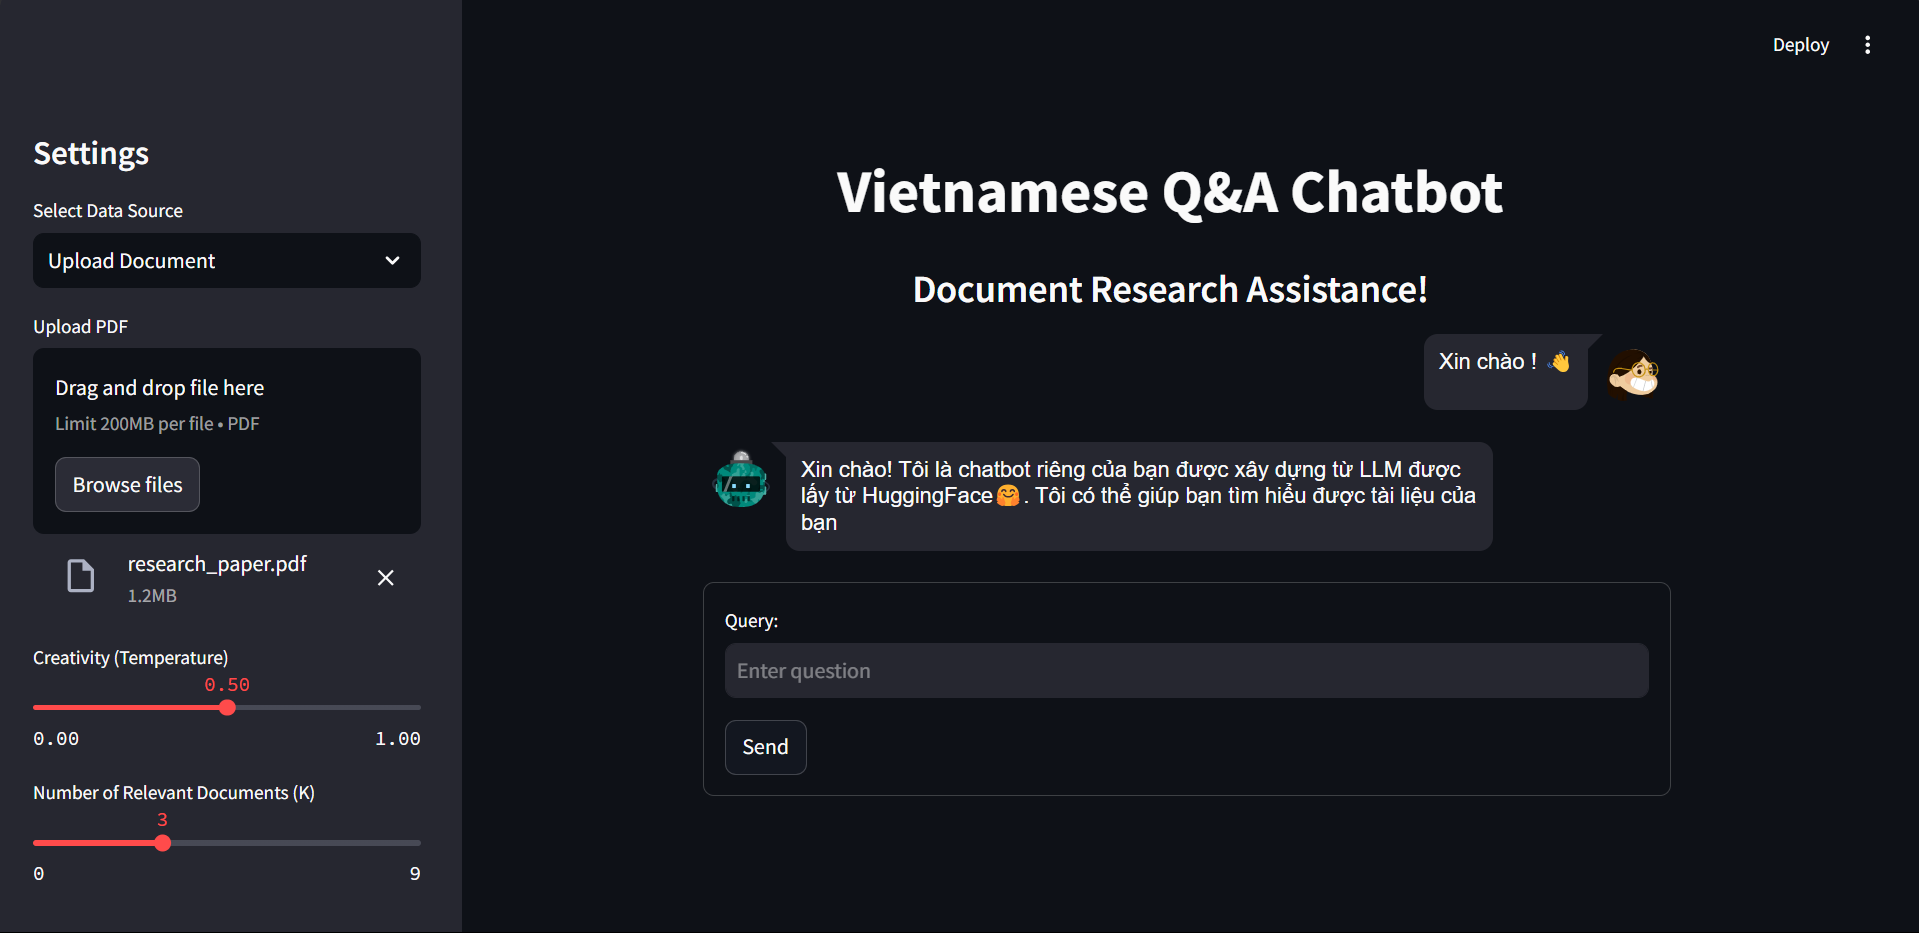 Deploy
Settings
Select Data Source
Upload Document
Upload PDF
Drag and drop file here
Limit 200MB per file • PDF
Browse files
research_paper.pdf
1.2MB
Creativity (Temperature)
0.50
0.00 1.00
Number of Relevant Documents (K)
3
0 9
Vietnamese Q&A Chatbot
Document Research Assistance!
Xin chào ! 👋
Xin chào! Tôi là chatbot riêng của bạn được xây dựng từ LLM được
lấy từ HuggingFace🤗. Tôi có thể giúp bạn tìm hiểu được tài liệu của
bạn
Query:
Enter question
Send